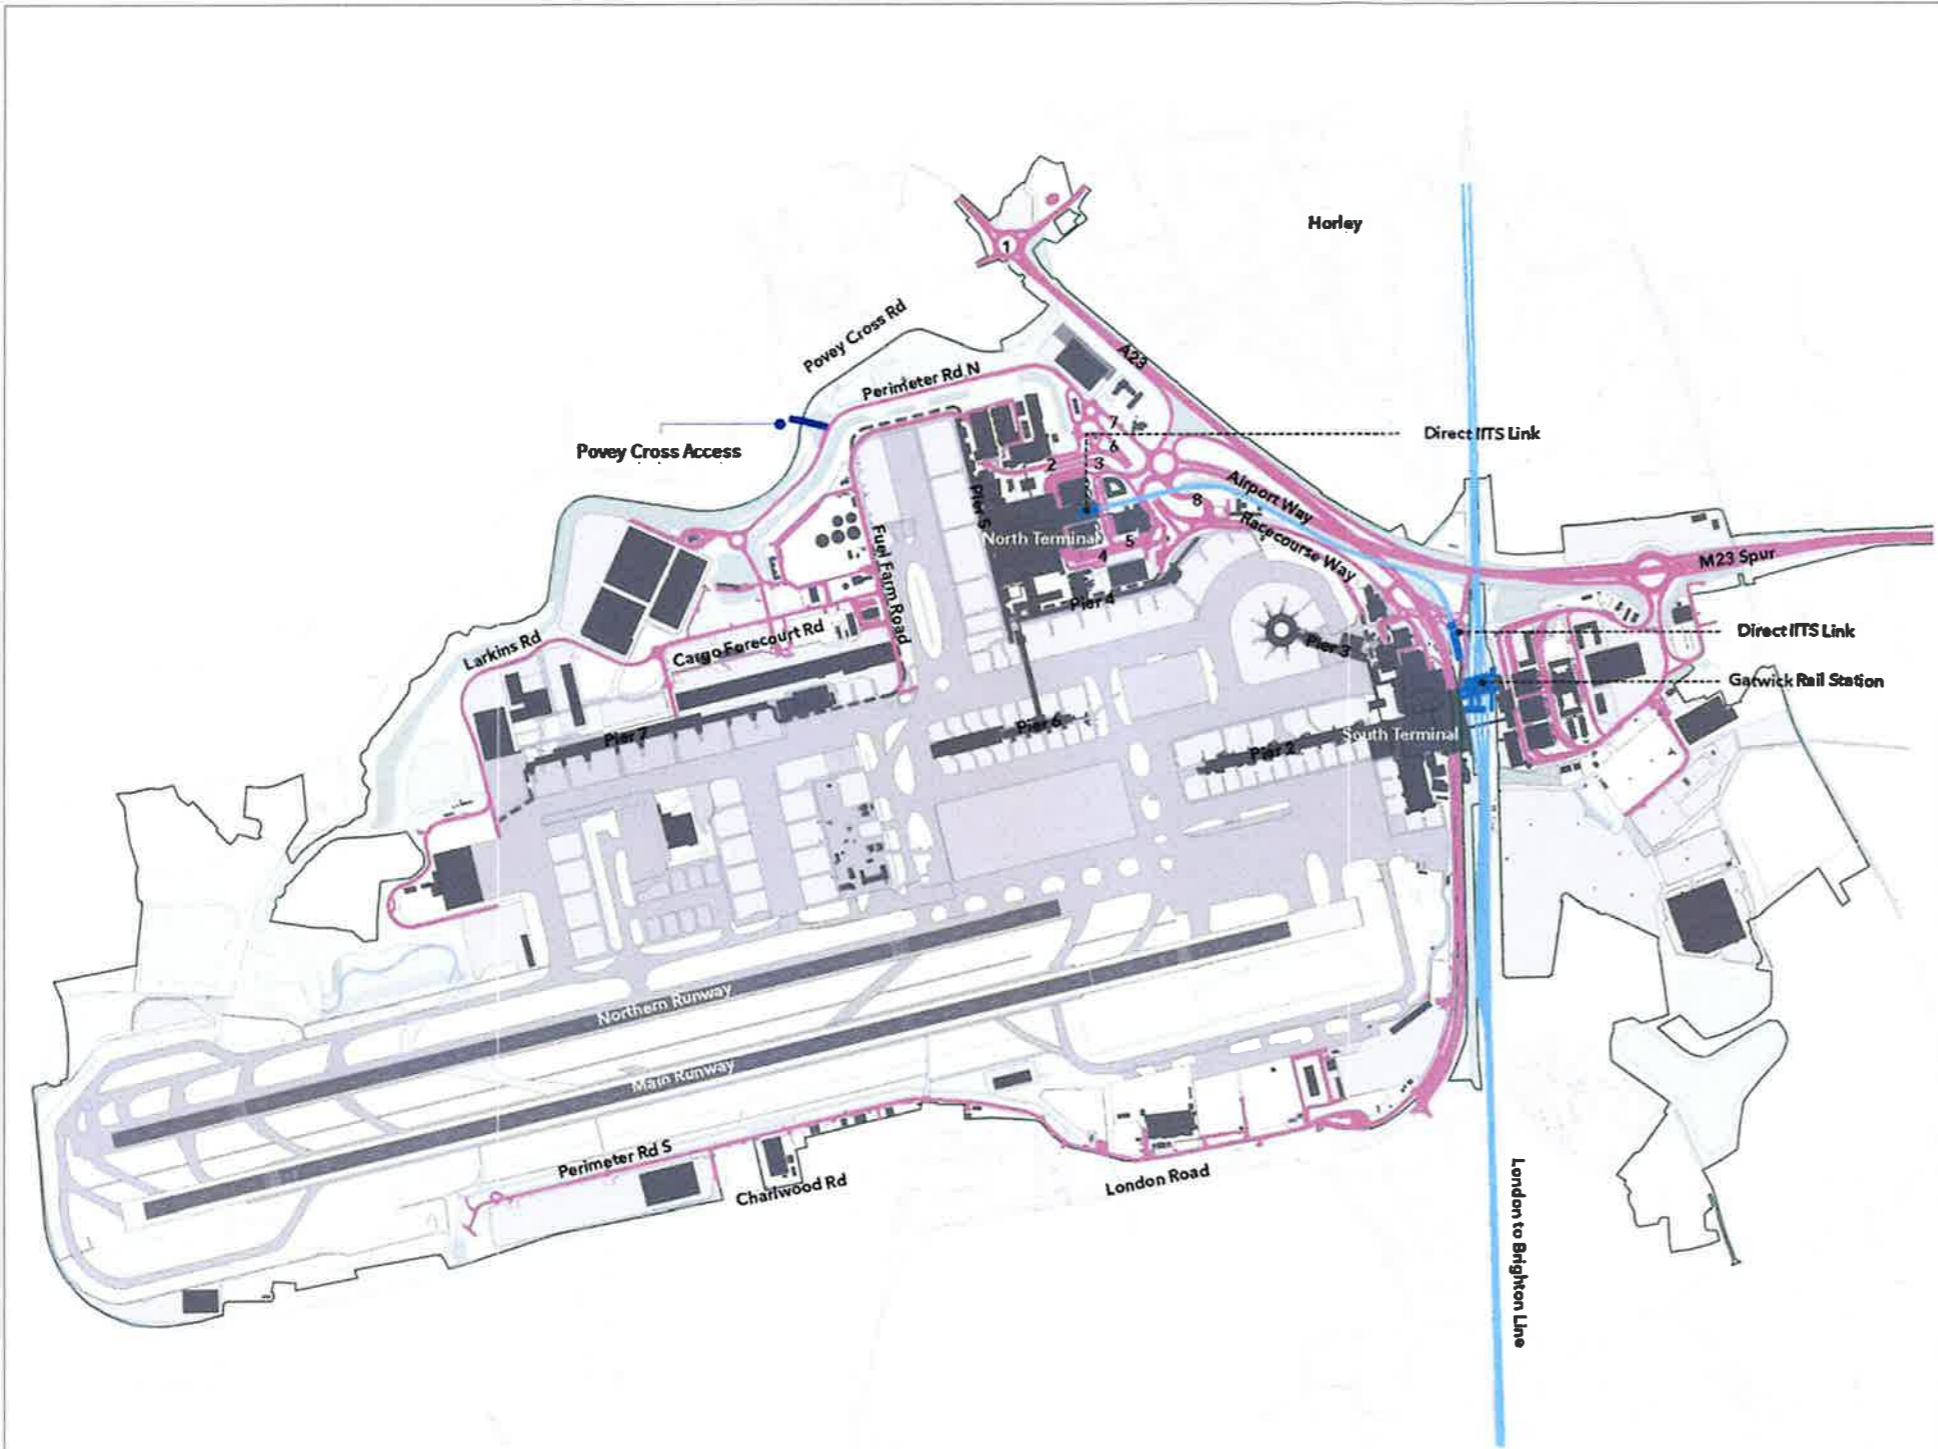 Horley
1
Povey Cross Rd
A23
Perimeter Rd N
7
Direct IITS Link
Povey Cross Access
6
2
3
Airport Way
Pier 5
8
Racecourse Way
North Terminal
5
Fuel Farm Road
4
M23 Spur
Pier 4
Cargo Forecourt Rd
Direct IITS Link
Larkins Rd
Pier 3
Gatwick Rail Station
Pier 6
Pier 7
South Terminal
Pier 2
Northern Runway
Main Runway
Perimeter Rd S
Charlwood Rd
London Road
London to Brighton Line